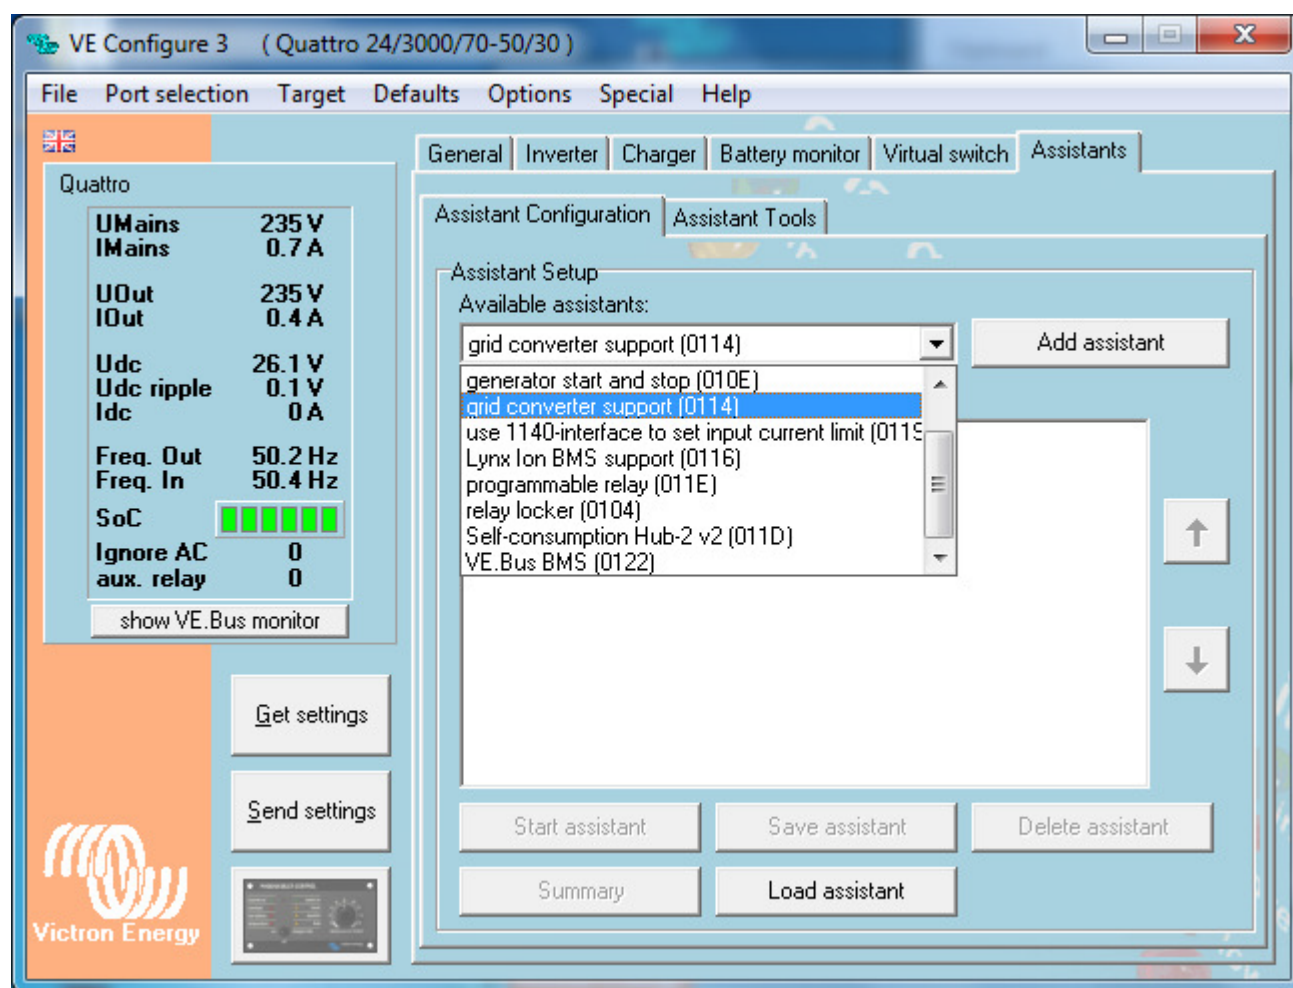 VE Configure 3 ( Quattro 24/3000/70-50/30 )
File Port selection Target Defaults Options Special Help
General Inverter Charger Battery monitor Virtual switch Assistants
Quattro
UMains 235 V
IMains 0.7 A
UOut 235 V
IOut 0.4 A
Udc 26.1 V
Udc ripple 0.1 V
Idc 0 A
Freq. Out 50.2 Hz
Freq. In 50.4 Hz
SoC
Ignore AC 0
aux. relay 0
show VE.Bus monitor
Get settings
Send settings
Victron Energy
Assistant Configuration Assistant Tools
Assistant Setup
Available assistants:
grid converter support (0114)
Add assistant
generator start and stop (010E)
grid converter support (0114)
use 1140-interface to set input current limit (0119
Lynx Ion BMS support (0116)
programmable relay (011E)
relay locker (0104)
Self-consumption Hub-2 v2 (011D)
VE.Bus BMS (0122)
Start assistant Save assistant Delete assistant
Summary Load assistant